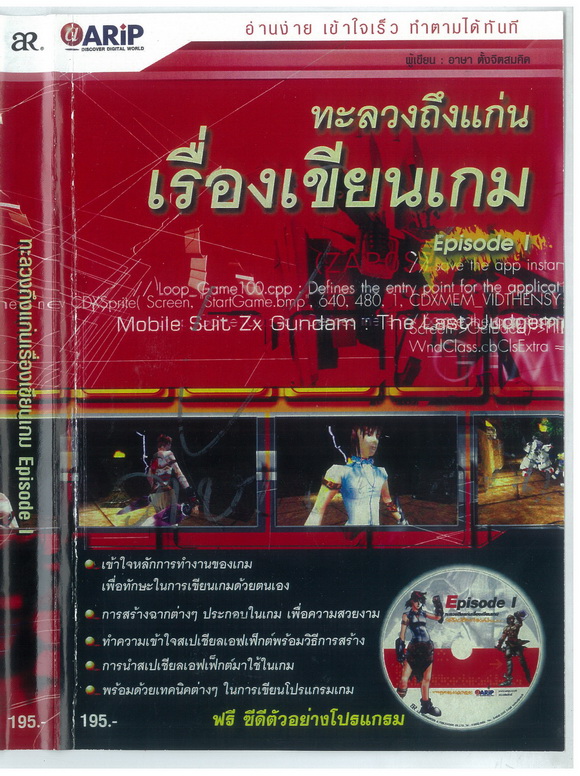 aR®
ARiP
DISCOVER DIGITAL WORLD
อ่านง่าย เข้าใจเร็ว ทำตามได้ทันที
ผู้เขียน : อาษา ตั้งจิตสมคิด
ทะลวงถึงแก่น
เรื่องเขียนเกม
Episode I
// save the app instan
// Loop_Game100.cpp : Defines the entry point for the applicat
new CDXSprite( Screen, "StartGame.bmp", 640, 480, 1, CDXMEM_VIDTHENSY
Mobile Suit Zx Gundam : The Last Judgem
WndClass.cbClsExtra =
GAM
เข้าใจหลักการทำงานของเกม
เพื่อทักษะในการเขียนเกมด้วยตนเอง
การสร้างฉากต่างๆ ประกอบในเกม เพื่อความสวยงาม
ทำความเข้าใจสเปเชียลเอฟเฟ็กต์พร้อมวิธีการสร้าง
การนำสเปเชียลเอฟเฟ็กต์มาใช้ในเกม
พร้อมด้วยเทคนิคต่างๆ ในการเขียนโปรแกรมเกม
ฟรี ซีดีตัวอย่างโปรแกรม
195.-
195.-
Episode I
ARiP
ทะลวงถึงแก่นเรื่องเขียนเกม Episode I